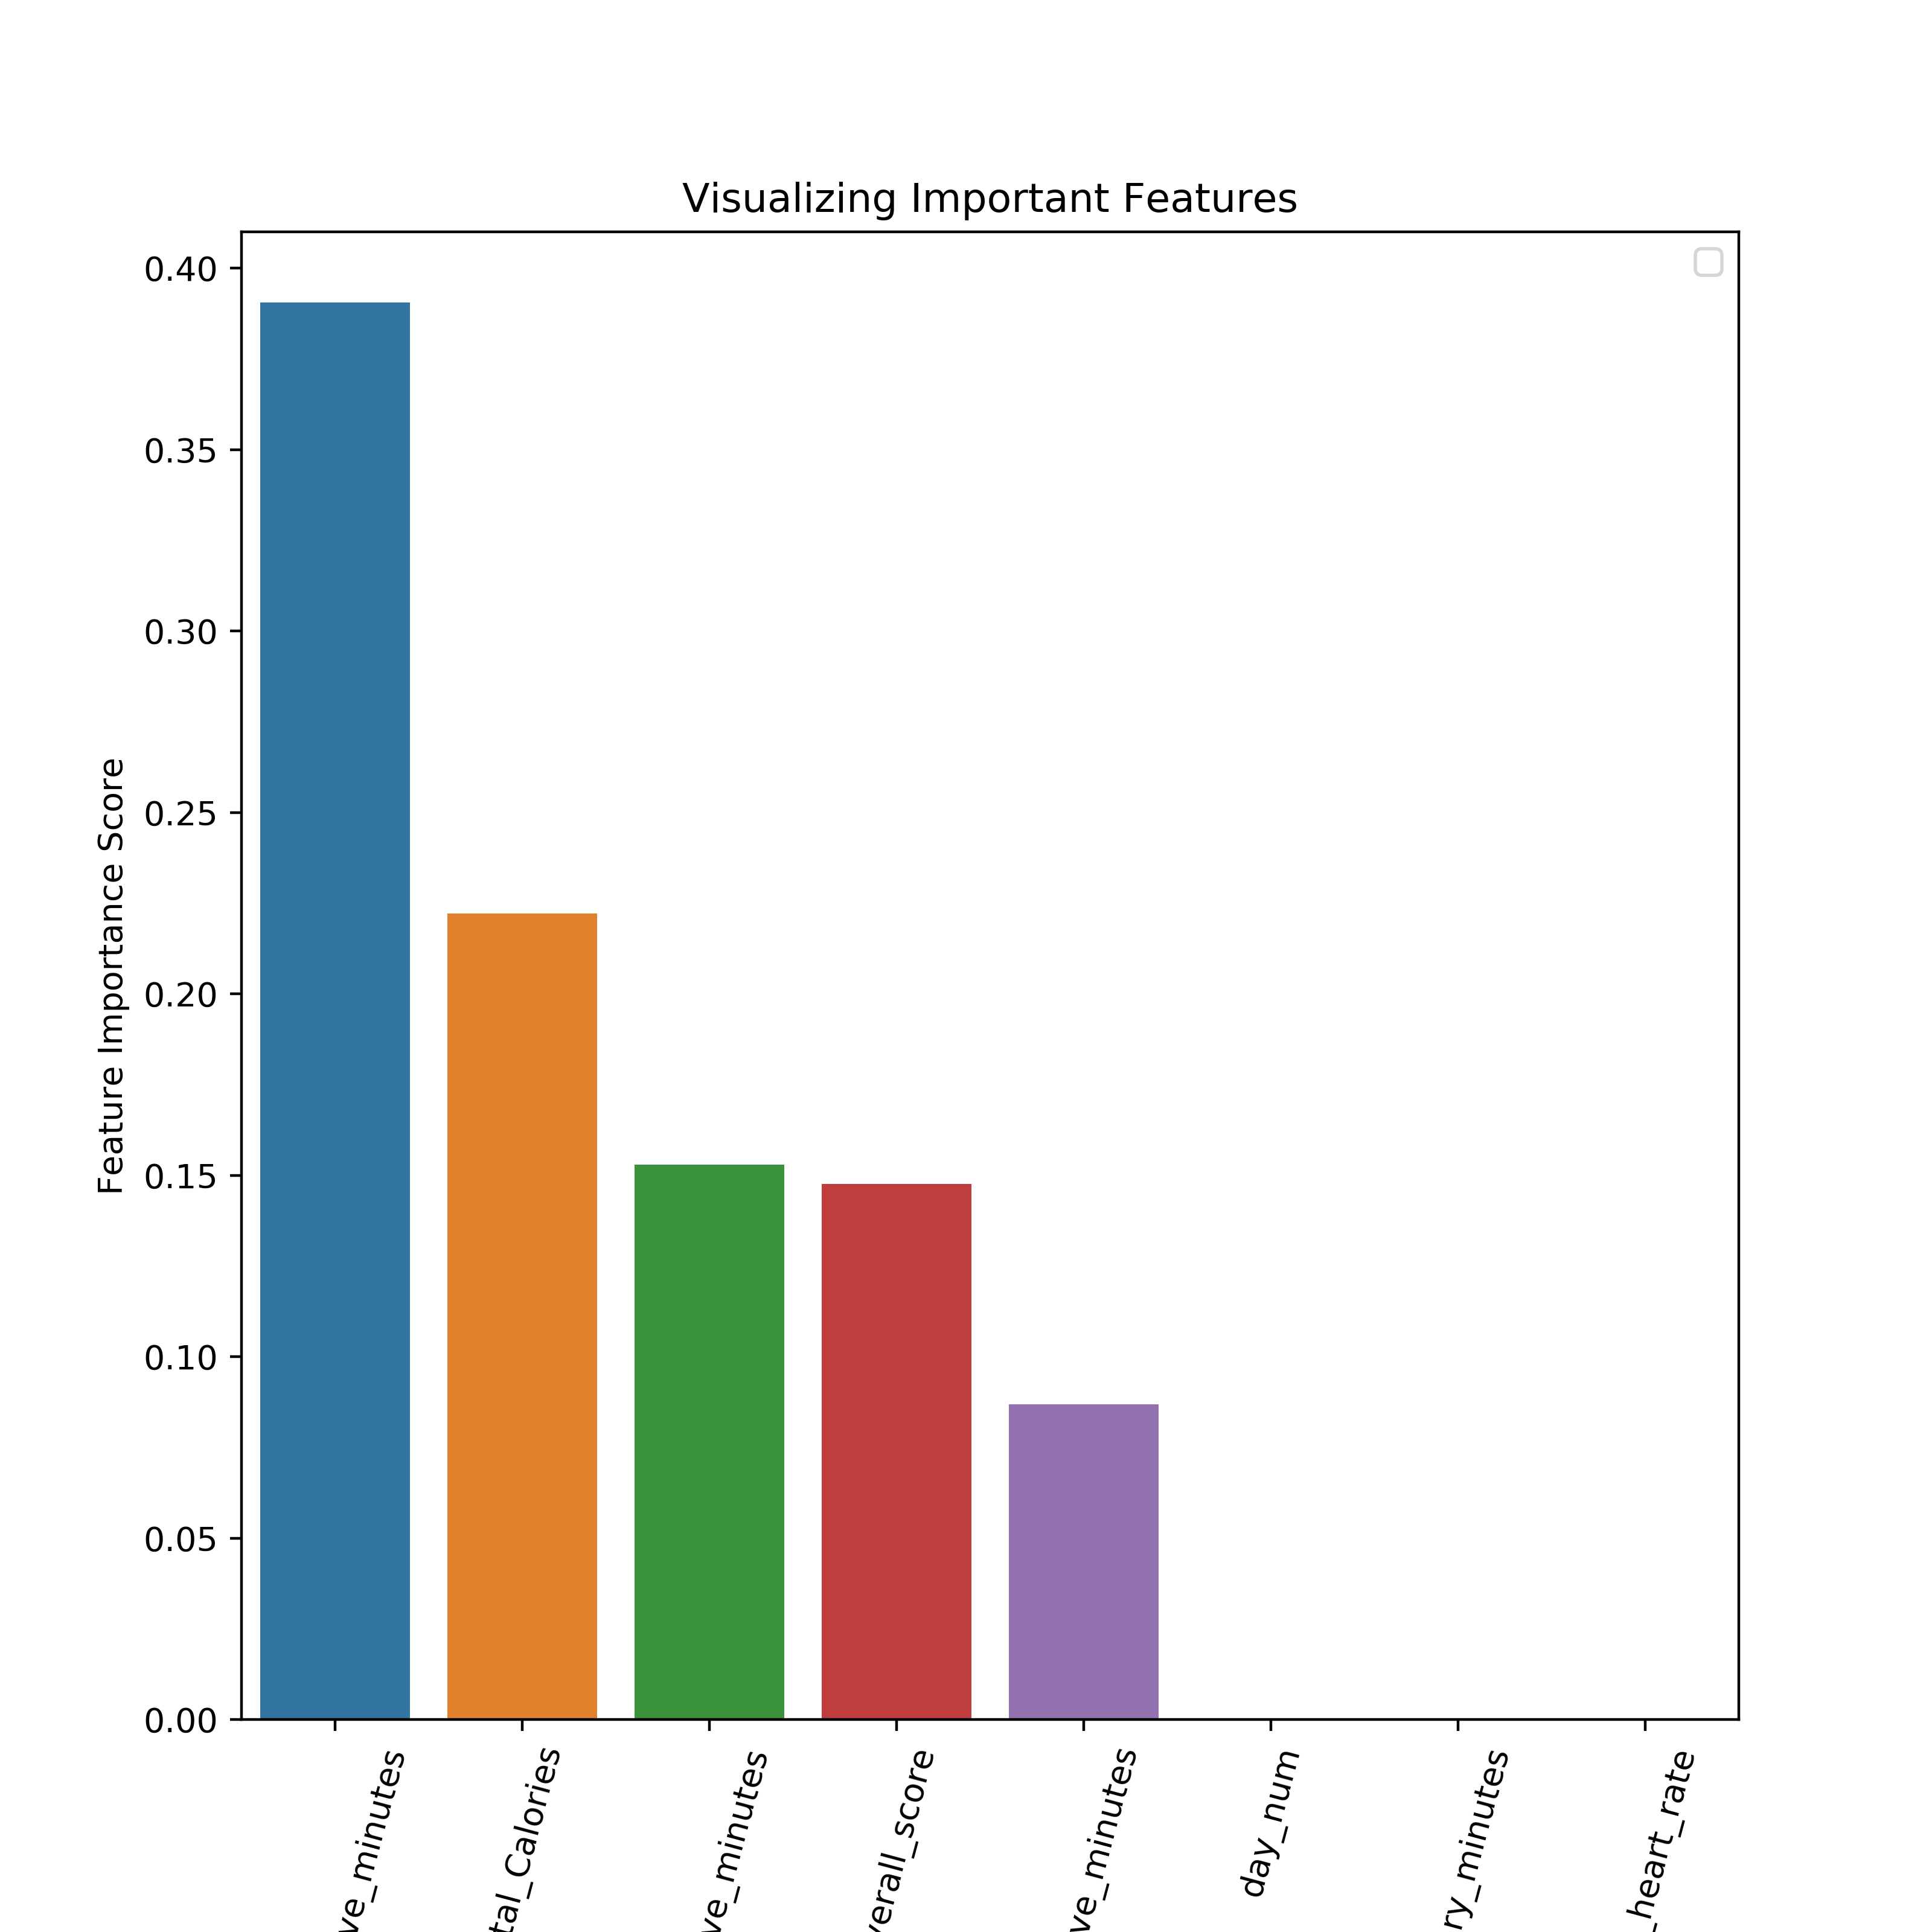 Visualizing Important Features
Feature Importance Score
0.40
0.35
0.30
0.25
0.20
0.15
0.10
0.05
0.00
ve_minutes
tal_Calories
ve_minutes
verall_score
ve_minutes
day_num
ry_minutes
_heart_rate